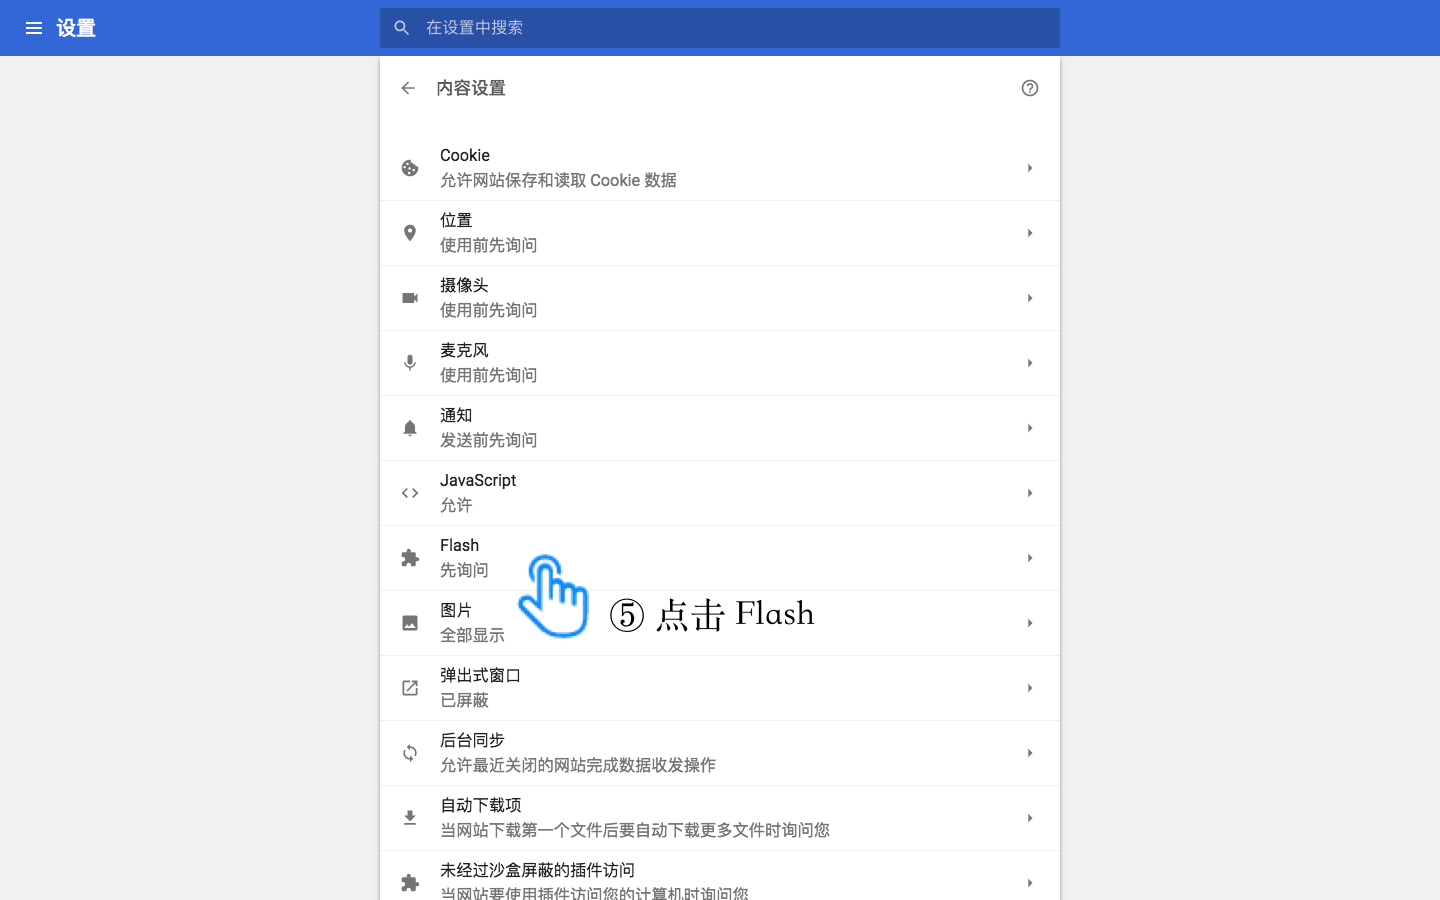 设置
在设置中搜索
内容设置
Cookie
允许网站保存和读取 Cookie 数据
位置
使用前先询问
摄像头
使用前先询问
麦克风
使用前先询问
通知
发送前先询问
JavaScript
允许
Flash
先询问
⑤ 点击 Flash
图片
全部显示
弹出式窗口
已屏蔽
后台同步
允许最近关闭的网站完成数据收发操作
自动下载项
当网站下载第一个文件后要自动下载更多文件时询问您
未经过沙盒屏蔽的插件访问
当网站要使用插件访问您的计算机时询问您